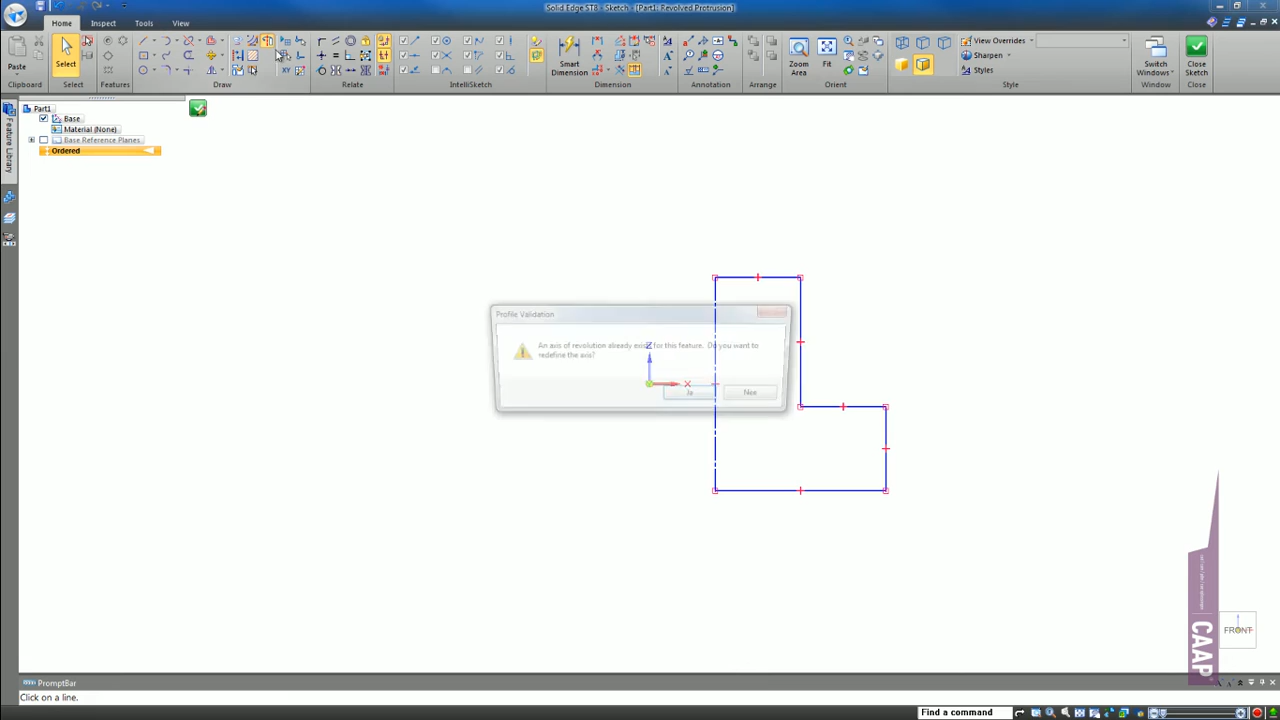 Solid Edge ST8 - Sketch - [Part1, Revolved Protrusion]
Home
Inspect
Tools
View
Paste
Select
Smart
Dimension
Zoom
Area
Fit
View Overrides
Sharpen
Styles
Switch
Windows
Close
Sketch
Clipboard
Select
Features
Draw
Relate
IntelliSketch
Dimension
Annotation
Arrange
Orient
Style
Window
Close
Feature Library
Part1
Base
Material (None)
Base Reference Planes
Ordered
Profile Validation
An axis of revolution already exists for this feature. Do you want to
redefine the axis?
Ja
Nee
Z
X
XY
CAAP
FRONT
PromptBar
Click on a line.
Find a command